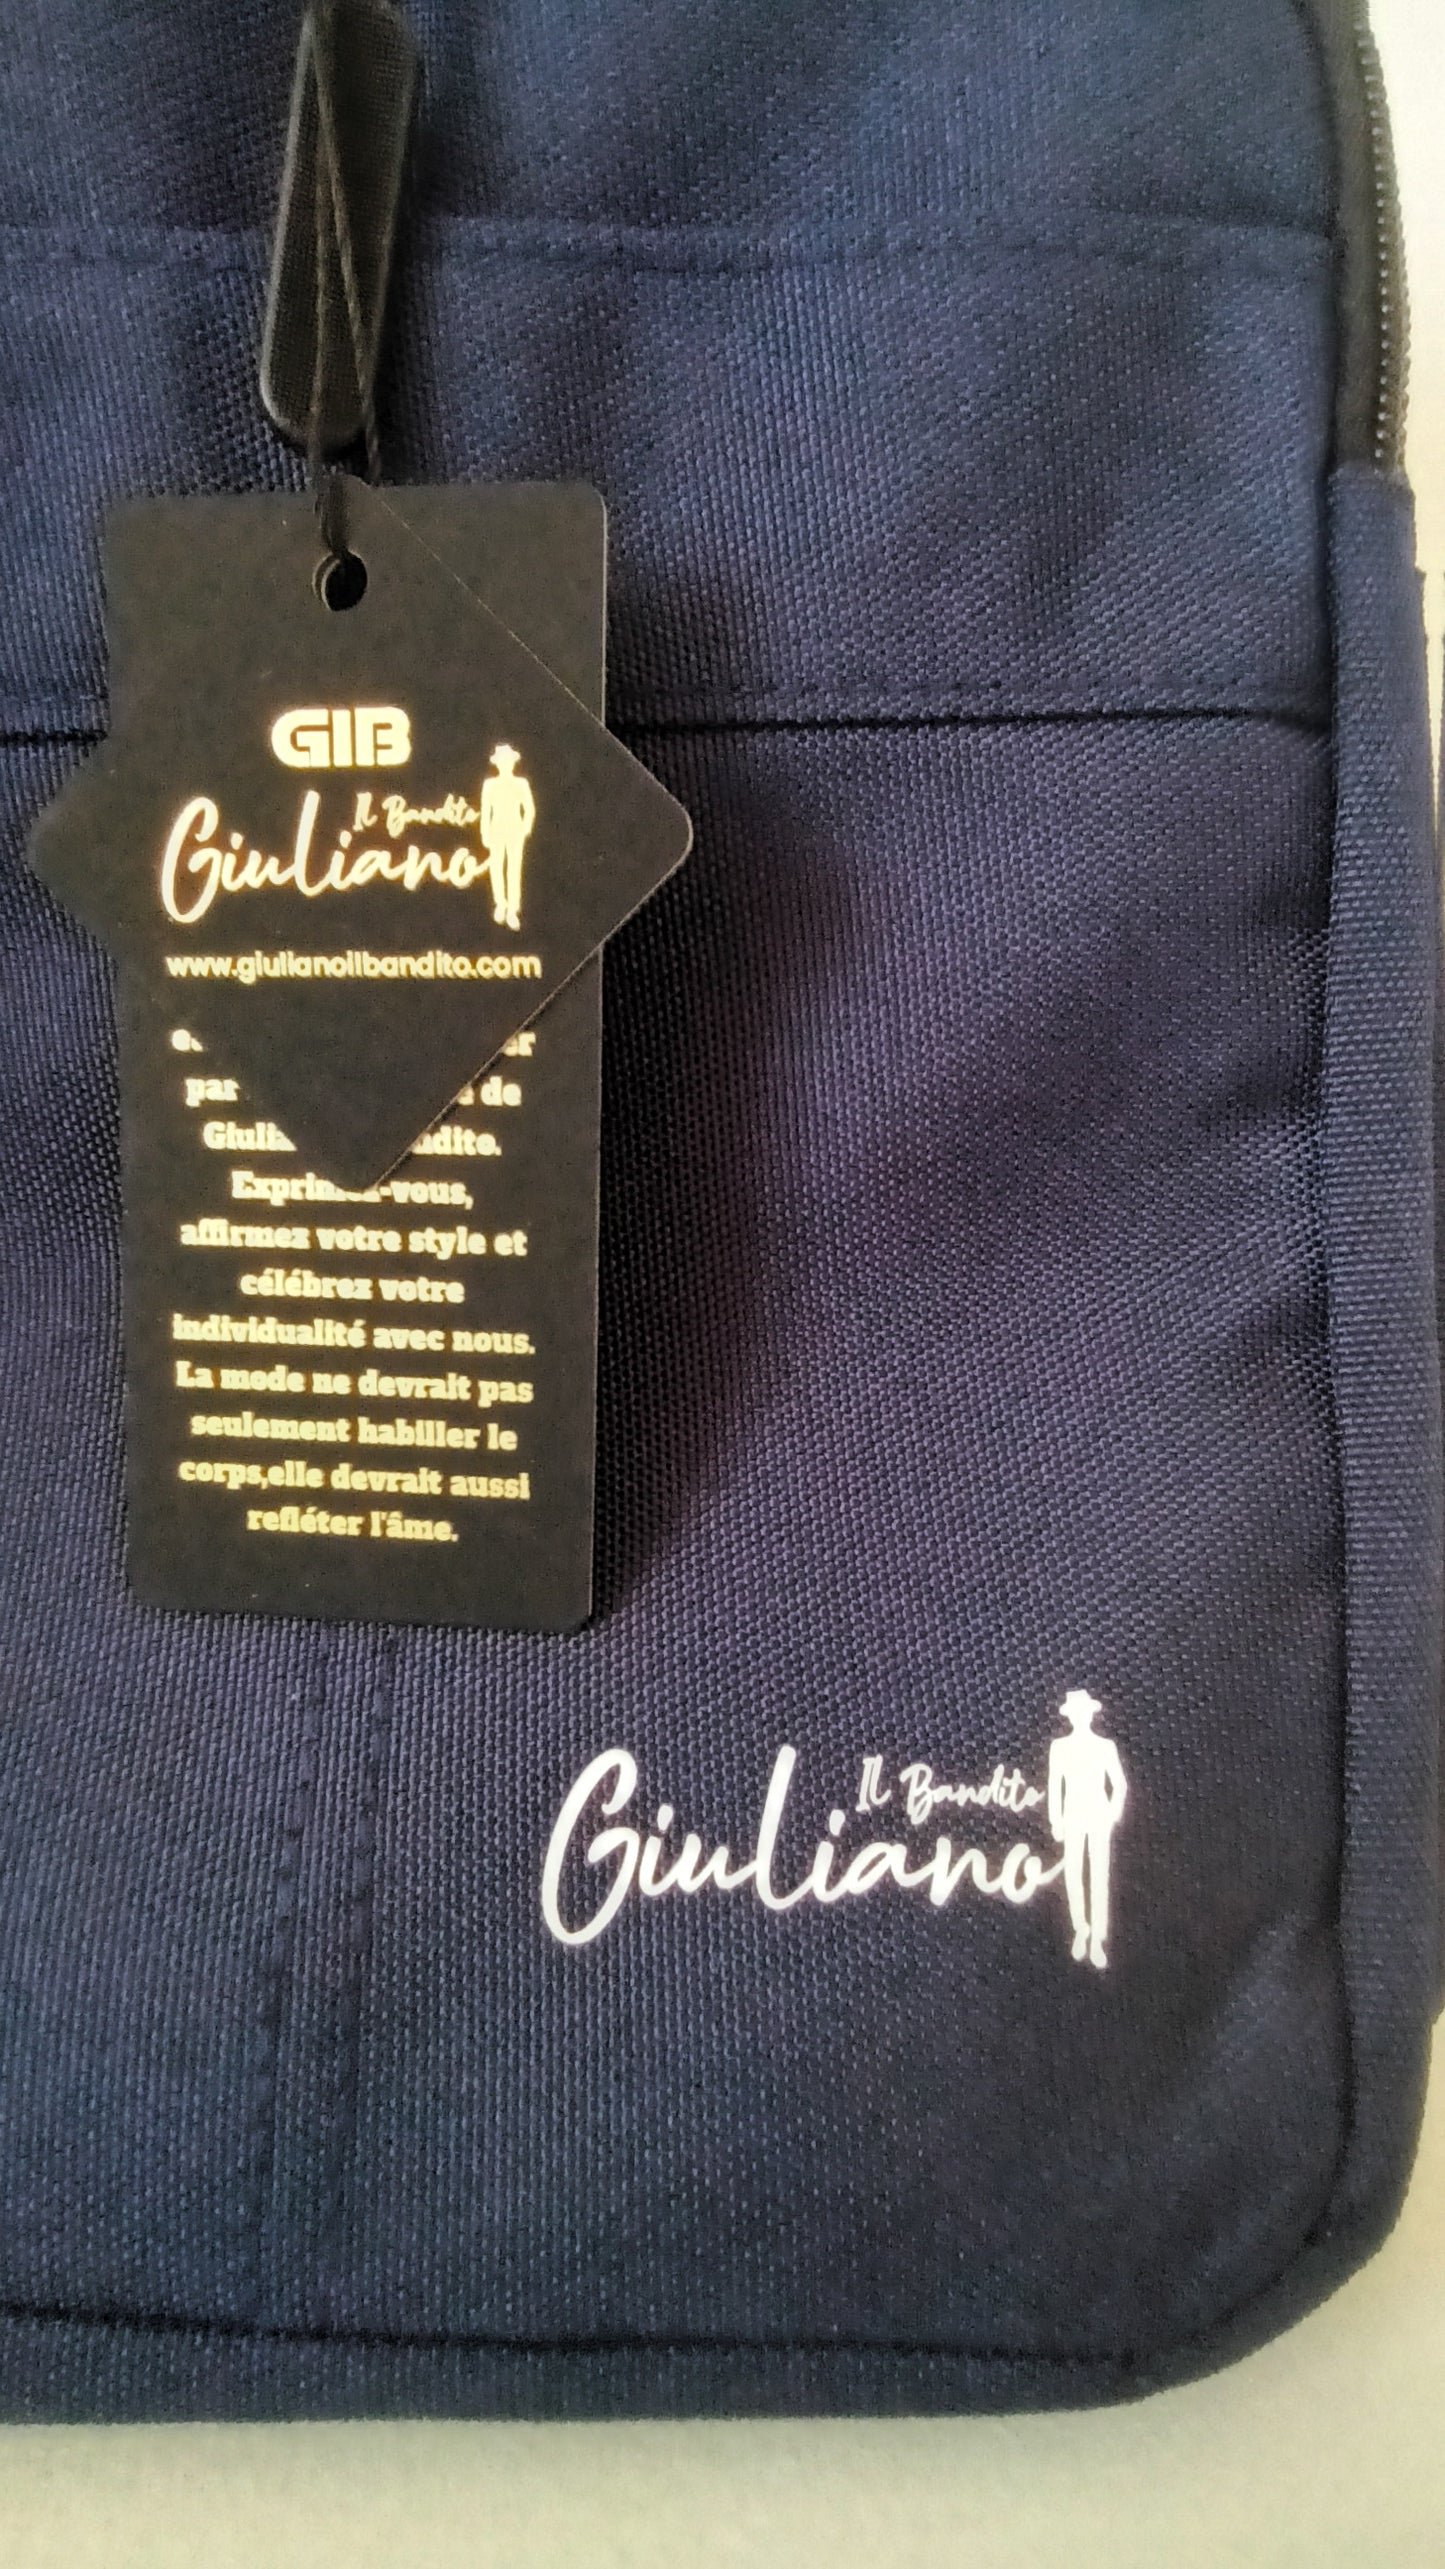 GIB
Il Bandito
Giuliano
www.giulianoilbandito.com
par de
Exprimez-vous,
affirmez votre style et
célébrez votre
individualité avec nous.
La mode ne devrait pas
seulement habiller le
corps,elle devrait aussi
refléter l'âme.
Il Bandito
Giuliano